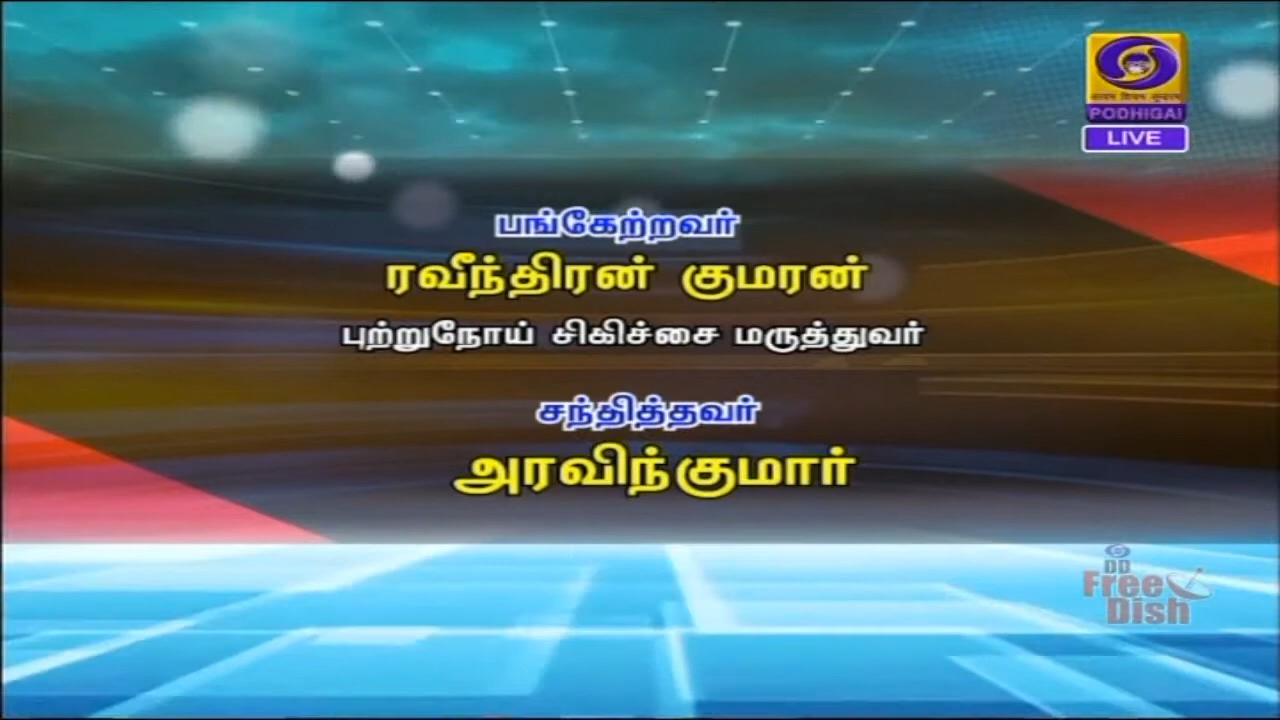 PODHIGAI
LIVE
பங்கேற்றவர்
ரவீந்திரன் குமரன்
புற்றுநோய் சிகிச்சை மருத்துவர்
சந்தித்தவர்
அரவிந்குமார்
DD
Free
Dish